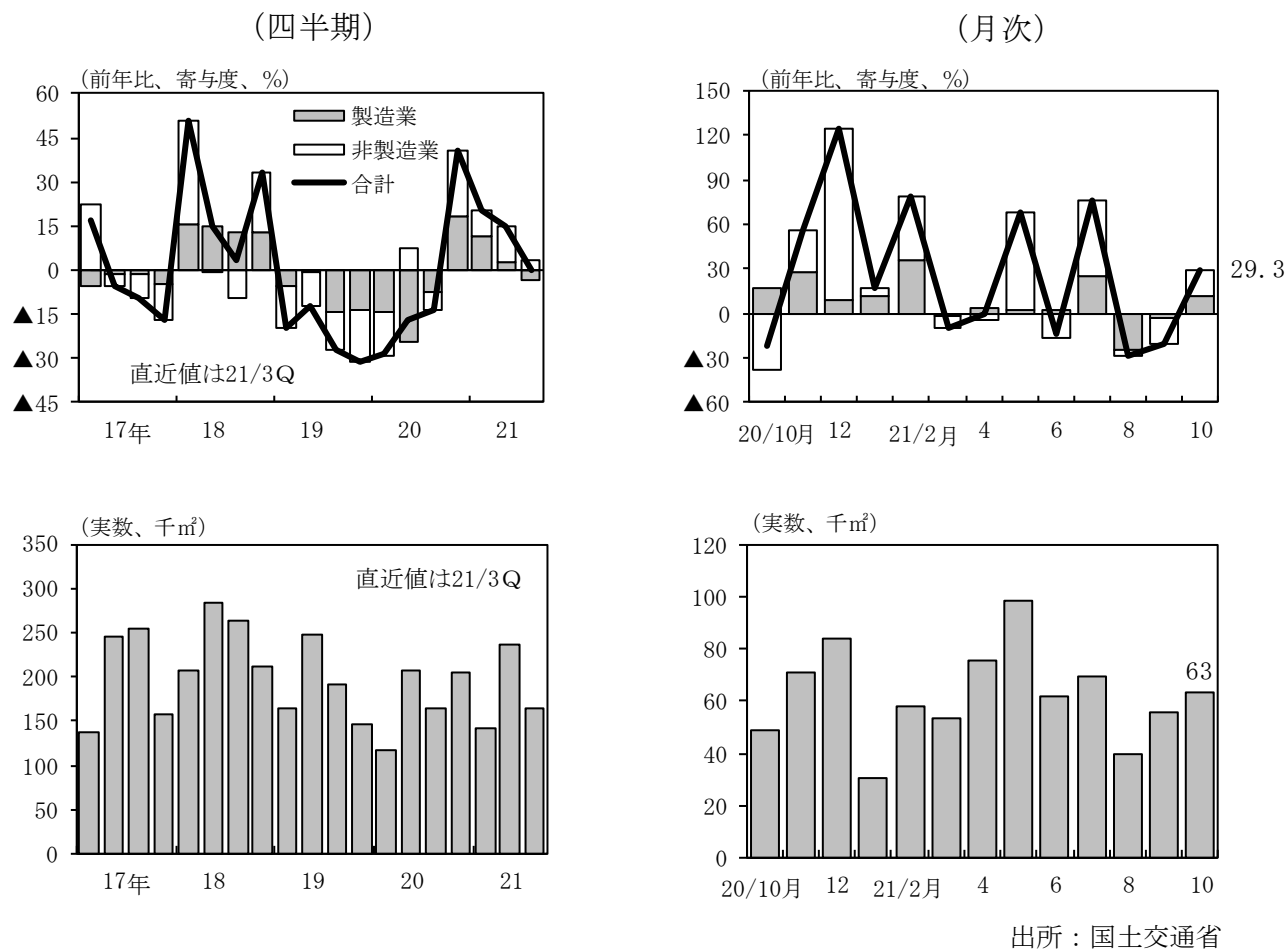 (四半期)
(前年比、寄与度、%)
60
45
30
15
0
▲15
▲30
▲45
製造業
非製造業
合計
直近値は21/3Q
17年 18 19 20 21
(月次)
(前年比、寄与度、%)
150
120
90
60
30
0
▲30
▲60
29.3
20/10月 12 21/2月 4 6 8 10
(実数、千㎡)
350
300
250
200
150
100
50
0
直近値は21/3Q
17年 18 19 20 21
(実数、千㎡)
120
100
80
60
40
20
0
63
20/10月 12 21/2月 4 6 8 10
出所：国土交通省